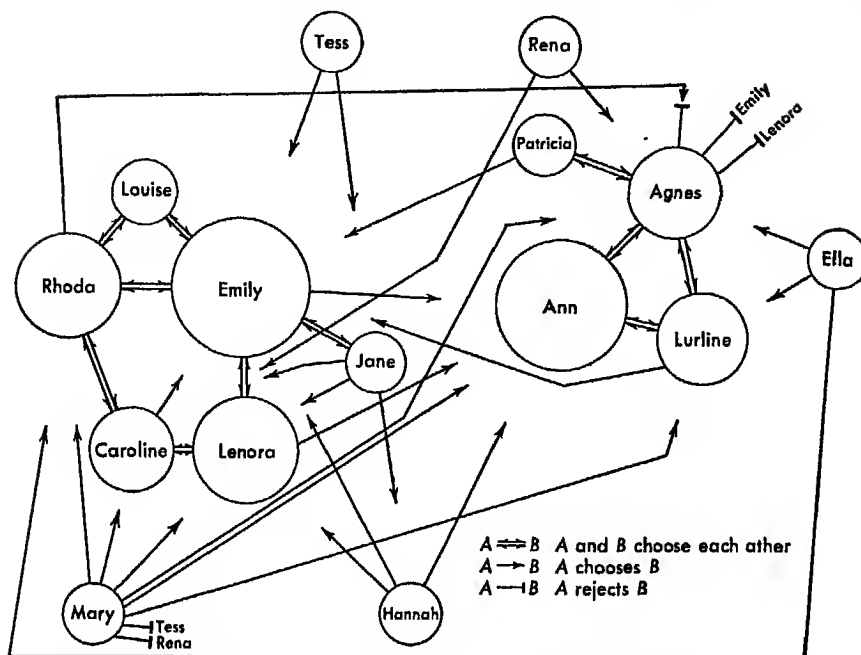 Tess
Rena
Emily
Lenora
Patricia
Louise
Agnes
Rhoda
Emily
Ella
Ann
Lurline
Jane
Caroline
Lenora
A B A and B choose each ather
A B A chooses B
A B A rejects B
Mary
Tess
Rena
Hannah